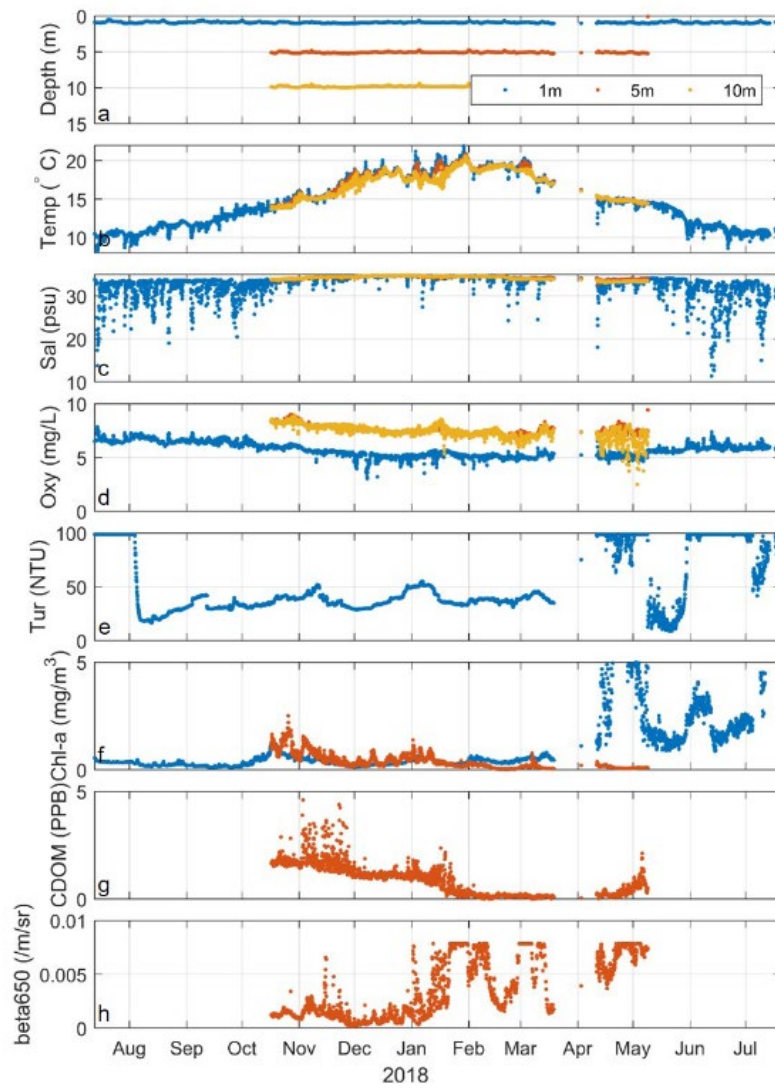 0
5
10
15
Depth (m)
a
1m 5m 10m
20
15
10
Temp (° C)
b
30
20
10
Sal (psu)
c
10
5
0
Oxy (mg/L)
d
100
50
0
Tur (NTU)
e
5
0
Chl-a (mg/m³)
f
5
0
CDOM (PPB)
g
0.01
0.005
0
beta650 (/m/sr)
h
Aug Sep Oct Nov Dec Jan Feb Mar Apr May Jun Jul
2018